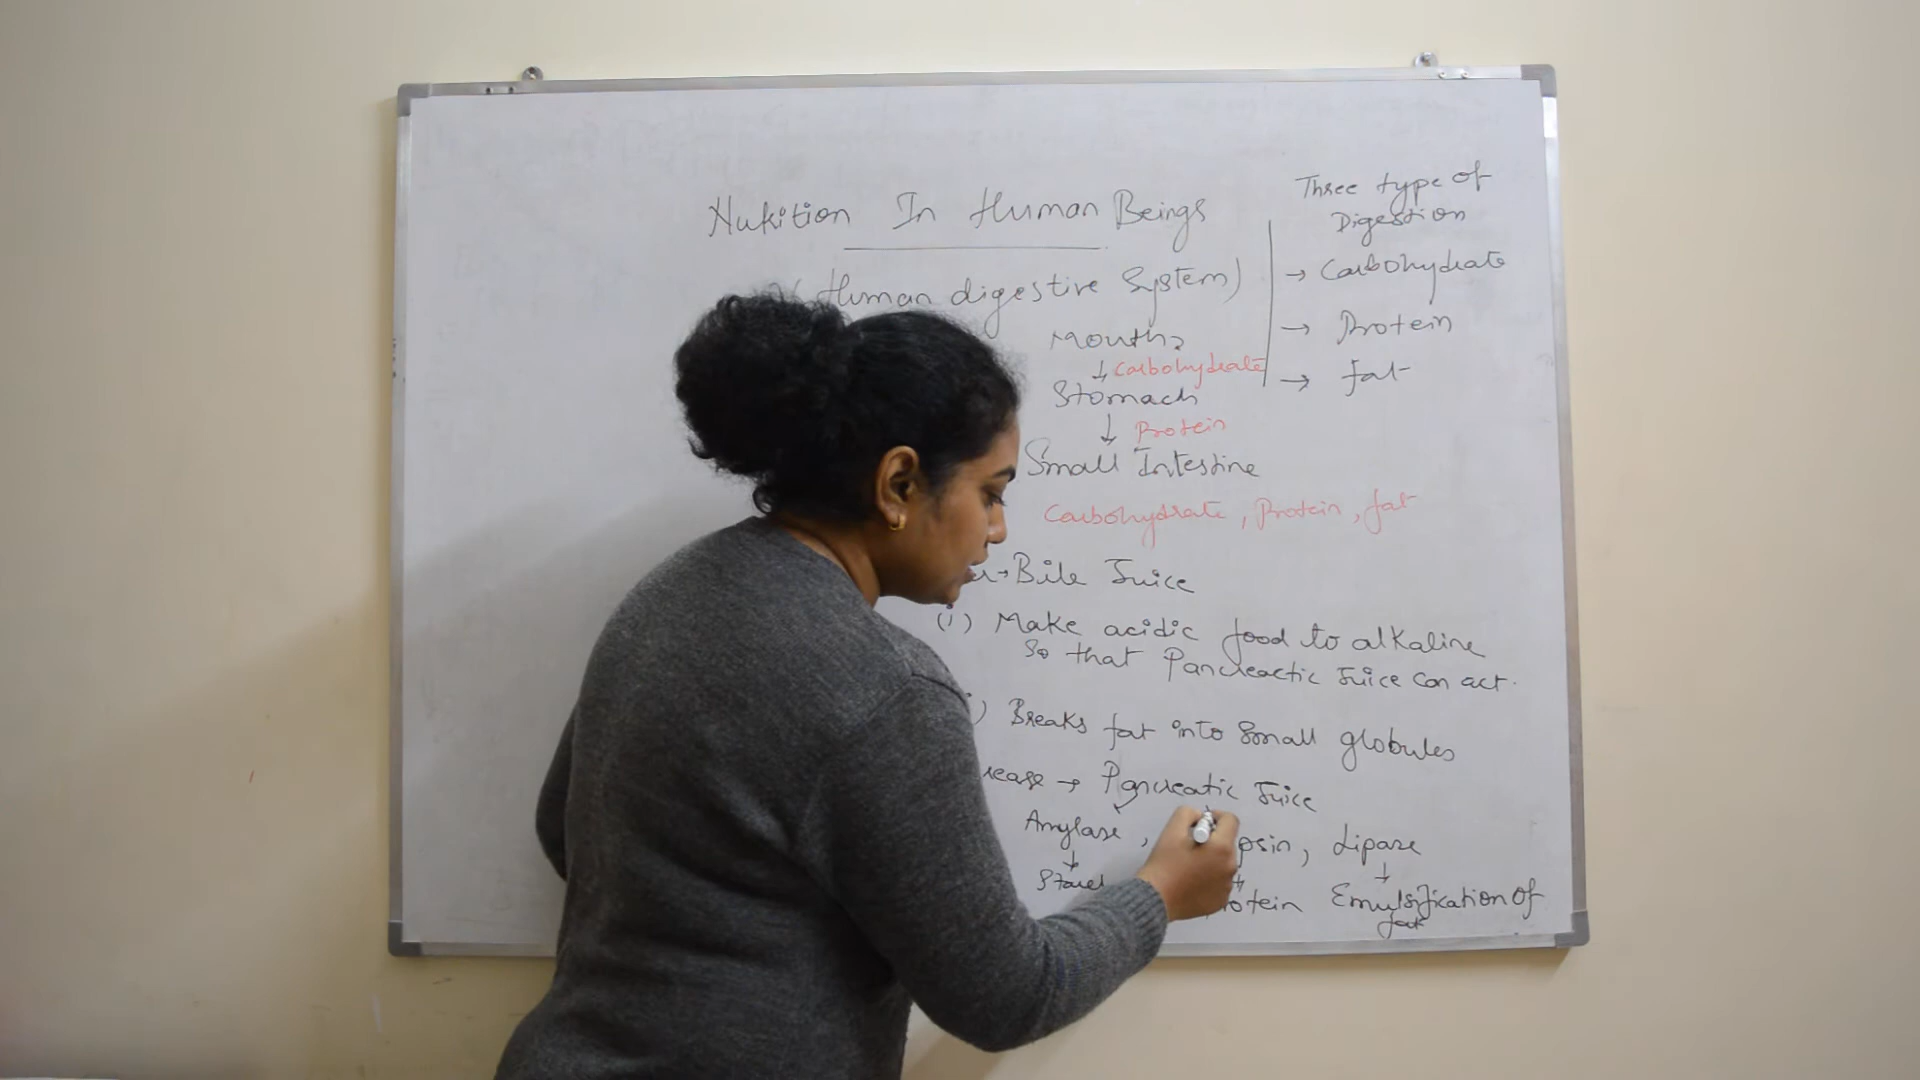 Nutrition In Human Beings
(Human digestive System)
Mouth
↓ Carbohydrate
Stomach
↓ Protein
Small Intestine
Carbohydrate, Protein, fat
→ Bile Juice
(i) Make acidic food to alkaline
So that Pancreactic Juice can act.
) Breaks fat into Small globules
rease → Pancreatic Juice
Amylase, psin, Lipase
↓ ↓ ↓
Starch otein Emulsification Of
fat
Three type of
Digestion
→ Carbohydrate
→ Protein
→ fat